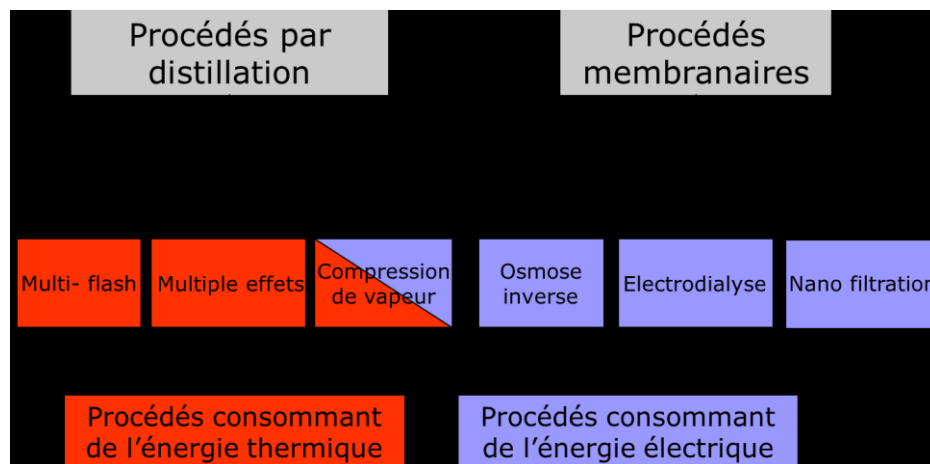 Procédés par
distillation
Procédés
membranaires
Multi- flash
Multiple effets
Compression
de vapeur
Osmose
inverse
Electrodialyse
Nano filtration
Procédés consommant
de l’énergie thermique
Procédés consommant
de l’énergie électrique